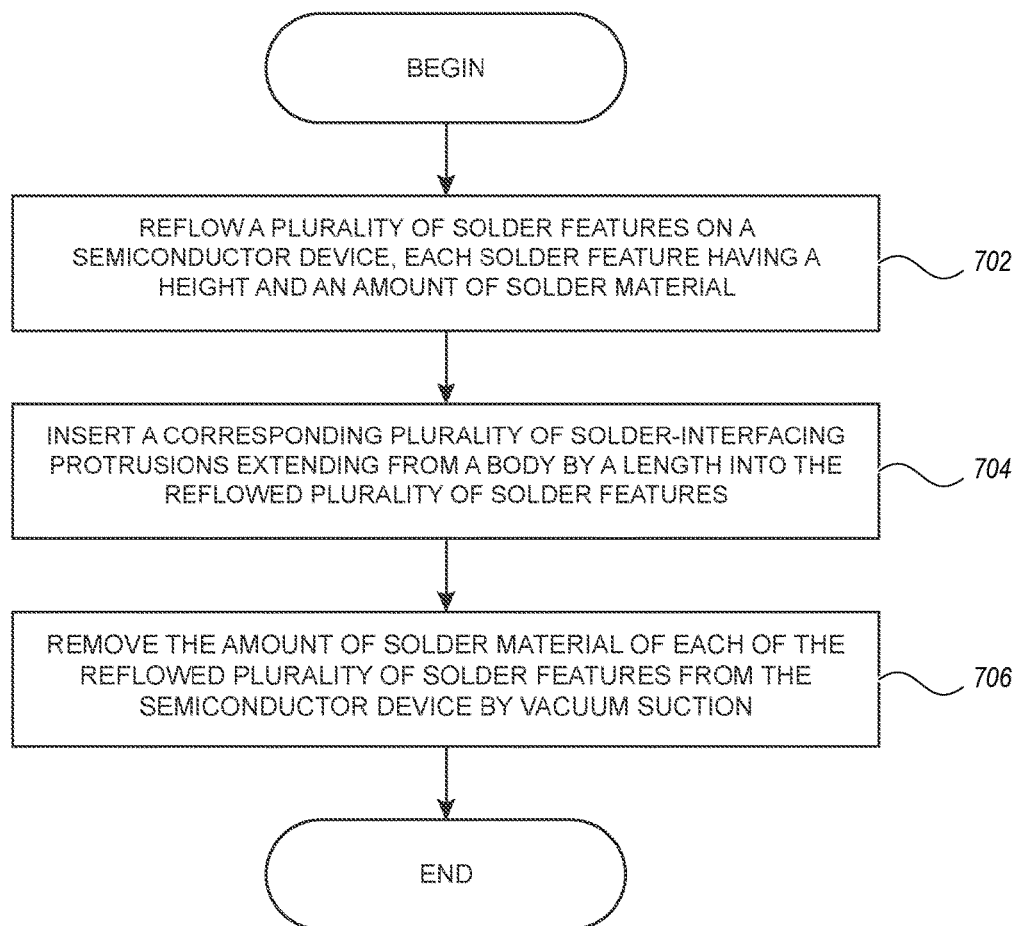 BEGIN
REFLOW A PLURALITY OF SOLDER FEATURES ON A
SEMICONDUCTOR DEVICE, EACH SOLDER FEATURE HAVING A
HEIGHT AND AN AMOUNT OF SOLDER MATERIAL
702
INSERT A CORRESPONDING PLURALITY OF SOLDER-INTERFACING
PROTRUSIONS EXTENDING FROM A BODY BY A LENGTH INTO THE
REFLOWED PLURALITY OF SOLDER FEATURES
704
REMOVE THE AMOUNT OF SOLDER MATERIAL OF EACH OF THE
REFLOWED PLURALITY OF SOLDER FEATURES FROM THE
SEMICONDUCTOR DEVICE BY VACUUM SUCTION
706
END